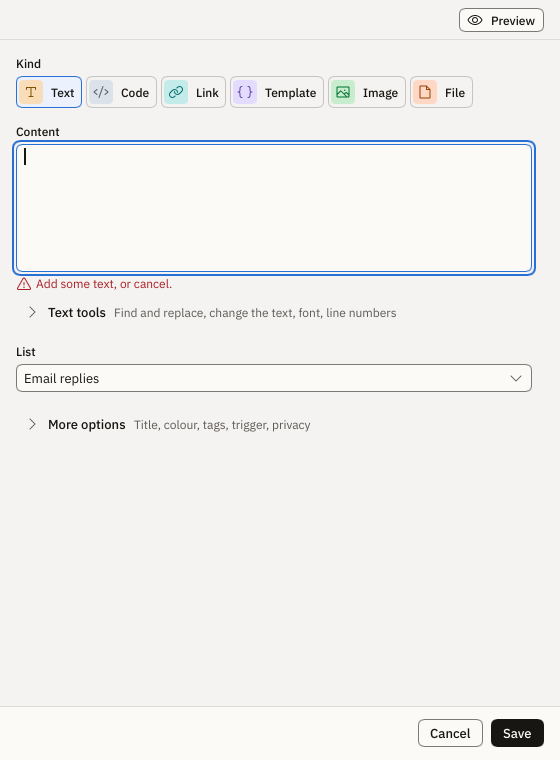 Preview
Kind
Text Code Link Template Image File
Content
Add some text, or cancel.
Text tools Find and replace, change the text, font, line numbers
List
Email replies
More options Title, colour, tags, trigger, privacy
Cancel Save